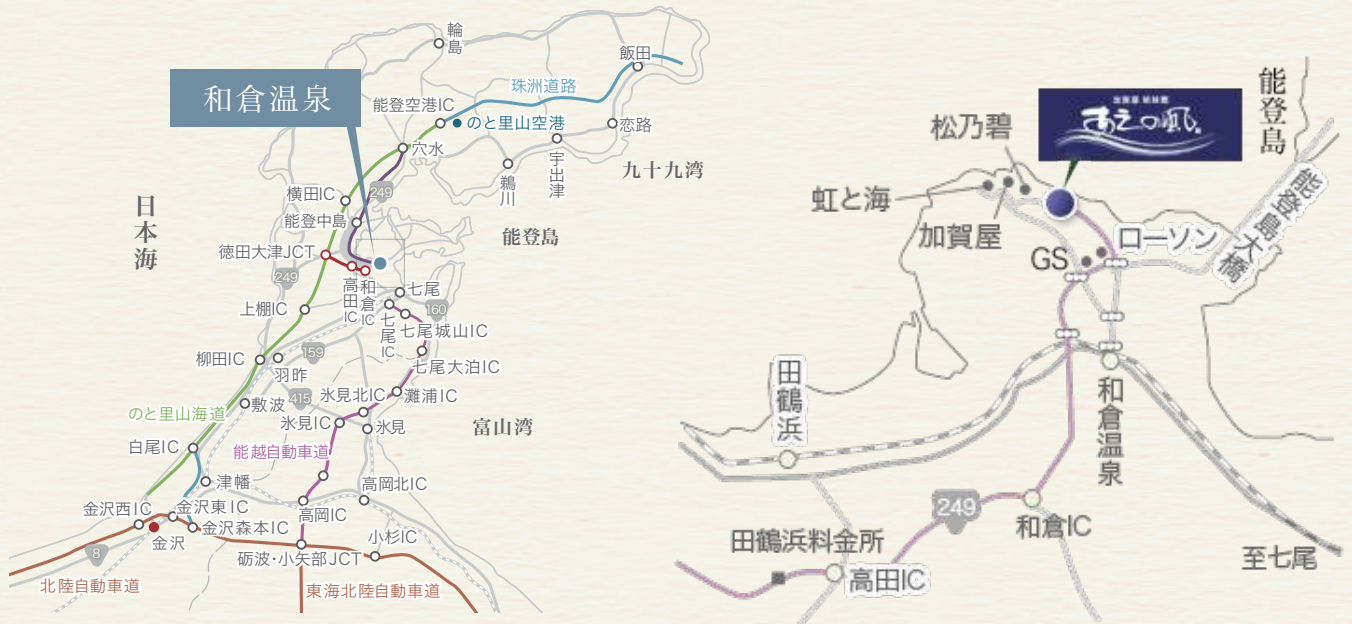 輪島
飯田
珠洲道路
和倉温泉
能登空港IC
のと里山空港
恋路
穴水
宇出津
鵜川
九十九湾
横田IC
249
能登中島
日本海
能登島
徳田大津JCT
249
高田IC
和倉IC
七尾
上棚IC
160
七尾IC
七尾城山IC
柳田IC
159
羽咋
七尾大泊IC
415
氷見北IC
灘浦IC
敷波
のと里山海道
氷見IC
氷見
富山湾
白尾IC
能越自動車道
津幡
高岡北IC
金沢西IC
金沢東IC
高岡IC
金沢森本IC
金沢
小杉IC
8
砺波・小矢部JCT
北陸自動車道
東海北陸自動車道
能登島
加賀屋 姉妹館
あえの風
松乃碧
虹と海
加賀屋
能登島大橋
ローソン
GS
田鶴浜
和倉温泉
249
和倉IC
田鶴浜料金所
高田IC
至七尾